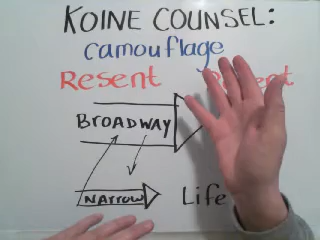 KOINE COUNSEL:
camouflage
Resent
BROADWAY
NARROW Life